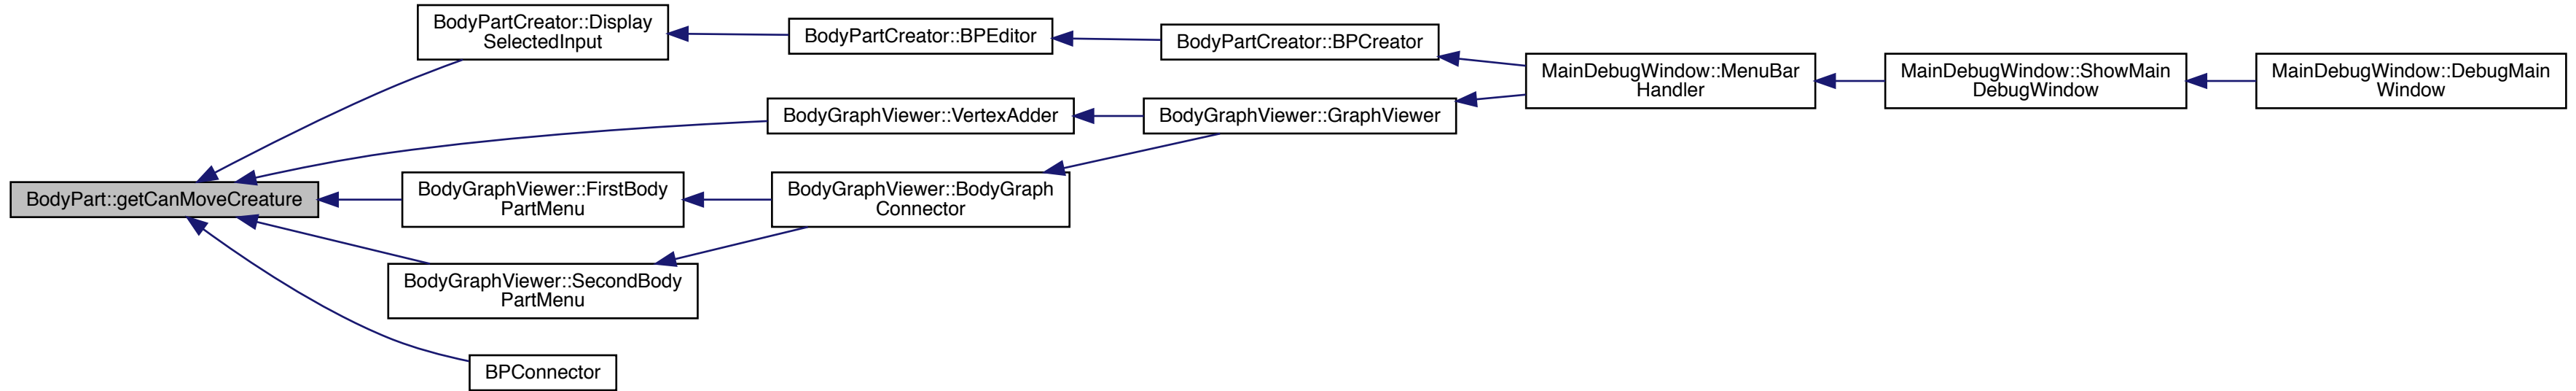 BodyPart::getCanMoveCreature
BodyPartCreator::Display
SelectedInput
BodyPartCreator::BPEditor
BodyPartCreator::BPCreator
MainDebugWindow::MenuBar
Handler
MainDebugWindow::ShowMain
DebugWindow
MainDebugWindow::DebugMain
Window
BodyGraphViewer::VertexAdder
BodyGraphViewer::GraphViewer
BodyGraphViewer::FirstBody
PartMenu
BodyGraphViewer::BodyGraph
Connector
BodyGraphViewer::SecondBody
PartMenu
BPConnector